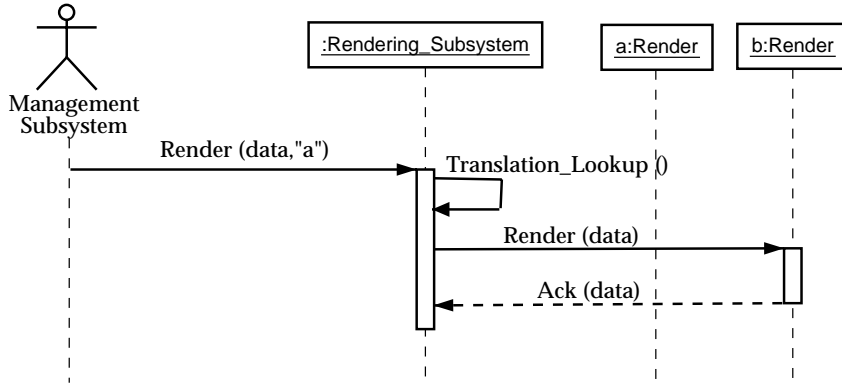 :Rendering_Subsystem
a:Render
b:Render
Management
Subsystem
Render (data,"a")
Translation_Lookup ()
Render (data)
Ack (data)